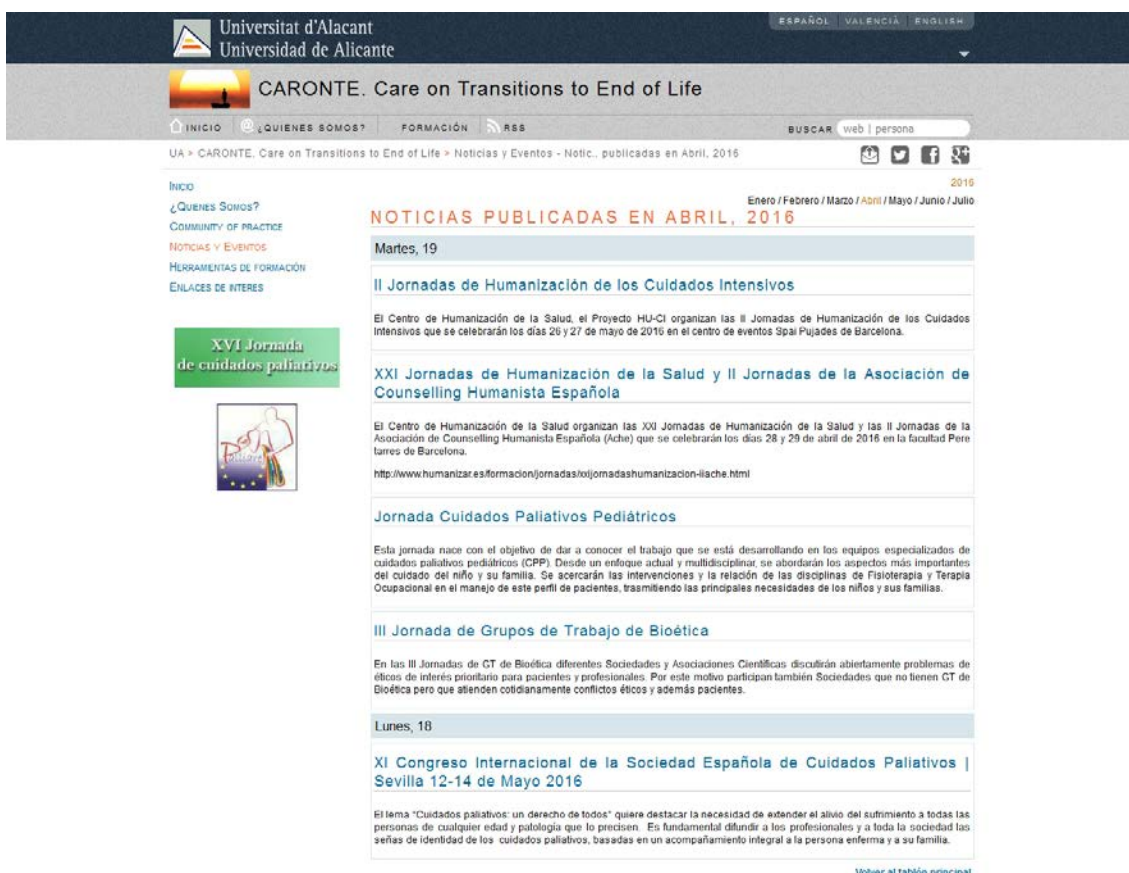 Universitat d'Alacant
Universidad de Alicante
ESPAÑOL VALENCIÀ ENGLISH
CARONTE. Care on Transitions to End of Life
INICIO ¿QUIENES SOMOS? FORMACIÓN RSS
BUSCAR web | persona
UA > CARONTE. Care on Transitions to End of Life > Noticias y Eventos - Notic.. publicadas en Abril, 2016
INICIO
¿QUIENES SOMOS?
COMMUNITY OF PRACTICE
NOTICIAS Y EVENTOS
HERRAMIENTAS DE FORMACIÓN
ENLACES DE INTERES
XVI Jornada
de cuidados paliativos
2016
Enero / Febrero / Marzo / Abril / Mayo / Junio / Julio
NOTICIAS PUBLICADAS EN ABRIL, 2016
Martes, 19
II Jornadas de Humanización de los Cuidados Intensivos
El Centro de Humanización de la Salud, el Proyecto HU-CI organizan las II Jornadas de Humanización de los Cuidados
Intensivos que se celebrarán los días 26 y 27 de mayo de 2016 en el centro de eventos Spai Pujades de Barcelona.
XXI Jornadas de Humanización de la Salud y II Jornadas de la Asociación de
Counselling Humanista Española
El Centro de Humanización de la Salud organizan las XXI Jornadas de Humanización de la Salud y las II Jornadas de la
Asociación de Counselling Humanista Española (Ache) que se celebrarán los días 28 y 29 de abril de 2016 en la facultad Pere
tarres de Barcelona.
http://www.humanizar.es/formacion/jornadas/xxijornadashumanizacion-iiache.html
Jornada Cuidados Paliativos Pediátricos
Esta jornada nace con el objetivo de dar a conocer el trabajo que se está desarrollando en los equipos especializados de
cuidados paliativos pediátricos (CPP). Desde un enfoque actual y multidisciplinar, se abordarán los aspectos más importantes
del cuidado del niño y su familia. Se acercarán las intervenciones y la relación de las disciplinas de Fisioterapia y Terapia
Ocupacional en el manejo de este perfil de pacientes, trasmitiendo las principales necesidades de los niños y sus familias.
III Jornada de Grupos de Trabajo de Bioética
En las III Jornadas de GT de Bioética diferentes Sociedades y Asociaciones Científicas discutirán abiertamente problemas de
éticos de interés prioritario para pacientes y profesionales. Por este motivo participan también Sociedades que no tienen GT de
Bioética pero que atienden cotidianamente conflictos éticos y además pacientes.
Lunes, 18
XI Congreso Internacional de la Sociedad Española de Cuidados Paliativos |
Sevilla 12-14 de Mayo 2016
El lema "Cuidados paliativos: un derecho de todos" quiere destacar la necesidad de extender el alivio del sufrimiento a todas las
personas de cualquier edad y patología que lo precisen. Es fundamental difundir a los profesionales y a toda la sociedad las
señas de identidad de los cuidados paliativos, basadas en un acompañamiento integral a la persona enferma y a su familia.
Volver al tablón principal